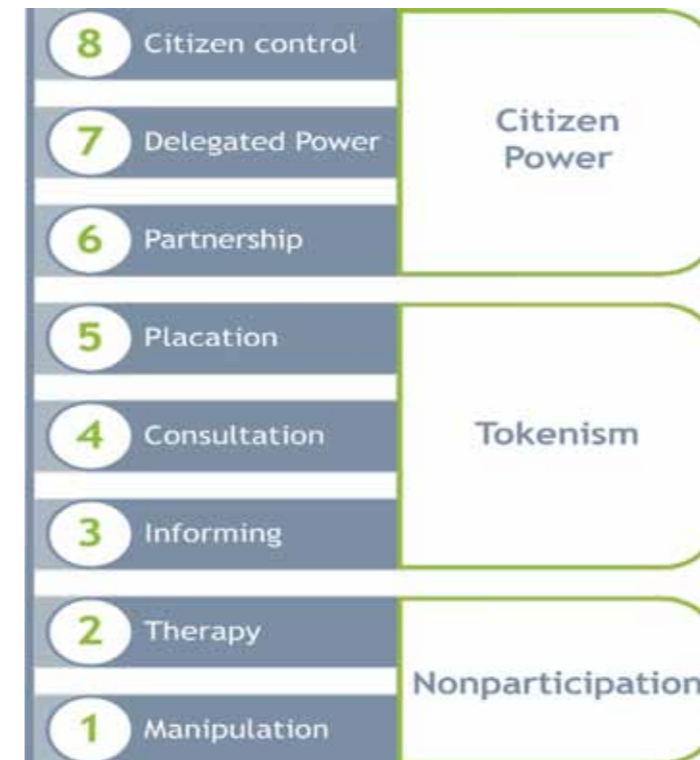 8 Citizen control
7 Delegated Power
6 Partnership
Citizen
Power
5 Placation
4 Consultation
3 Informing
Tokenism
2 Therapy
1 Manipulation
Nonparticipation